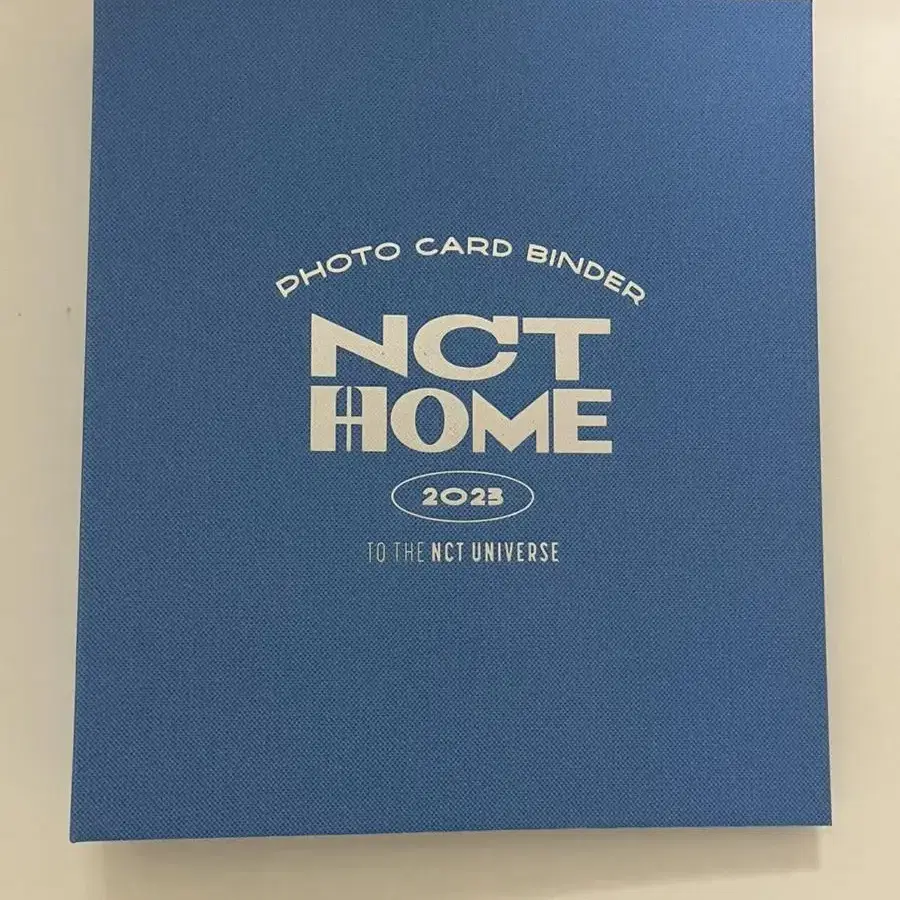 PHOTO CARD BINDER
NCT
HOME
2023
TO THE NCT UNIVERSE